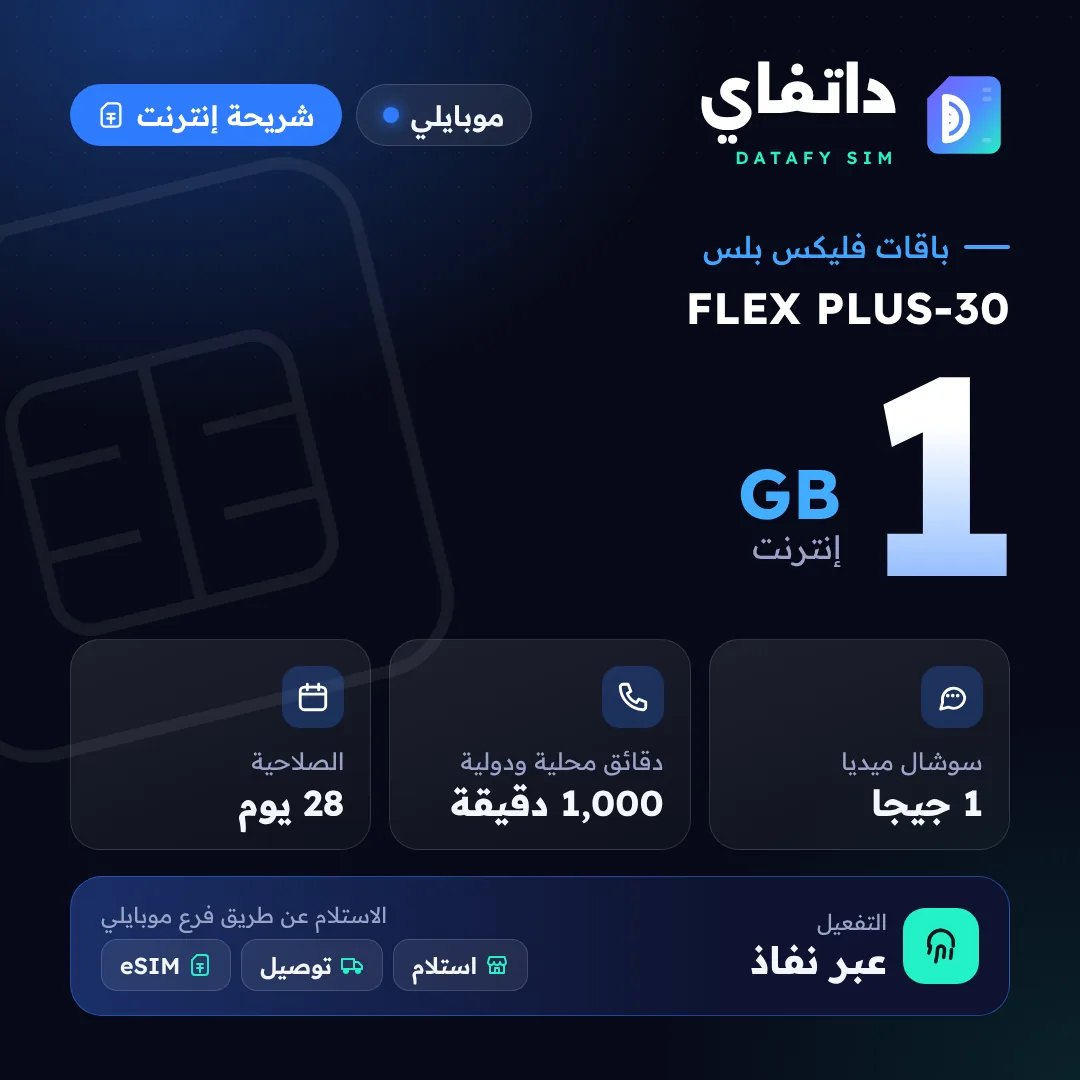 داتفاي
DATAFY SIM
موبايلي
شريحة إنترنت
باقات فليكس بلس
FLEX PLUS-30
1
GB
إنترنت
سوشال ميديا
1 جيجا
دقائق محلية ودولية
1,000 دقيقة
الصلاحية
28 يوم
التفعيل
عبر نفاذ
الاستلام عن طريق فرع موبايلي
استلام
توصيل
eSIM